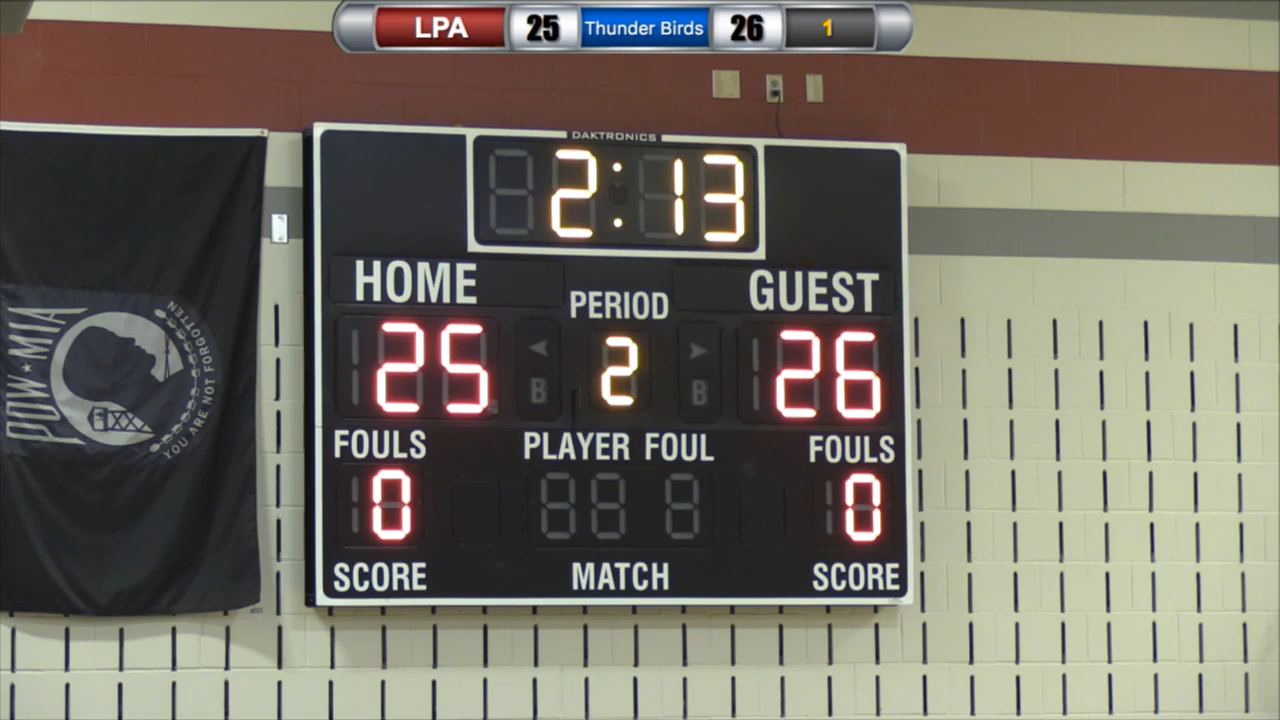 LPA 25 Thunder Birds 26 1
DAKTRONICS
2:13
HOME GUEST
PERIOD
25 2 26
B B
FOULS PLAYER FOUL FOULS
0 0
SCORE MATCH SCORE
POW★MIA
YOU ARE NOT FORGOTTEN